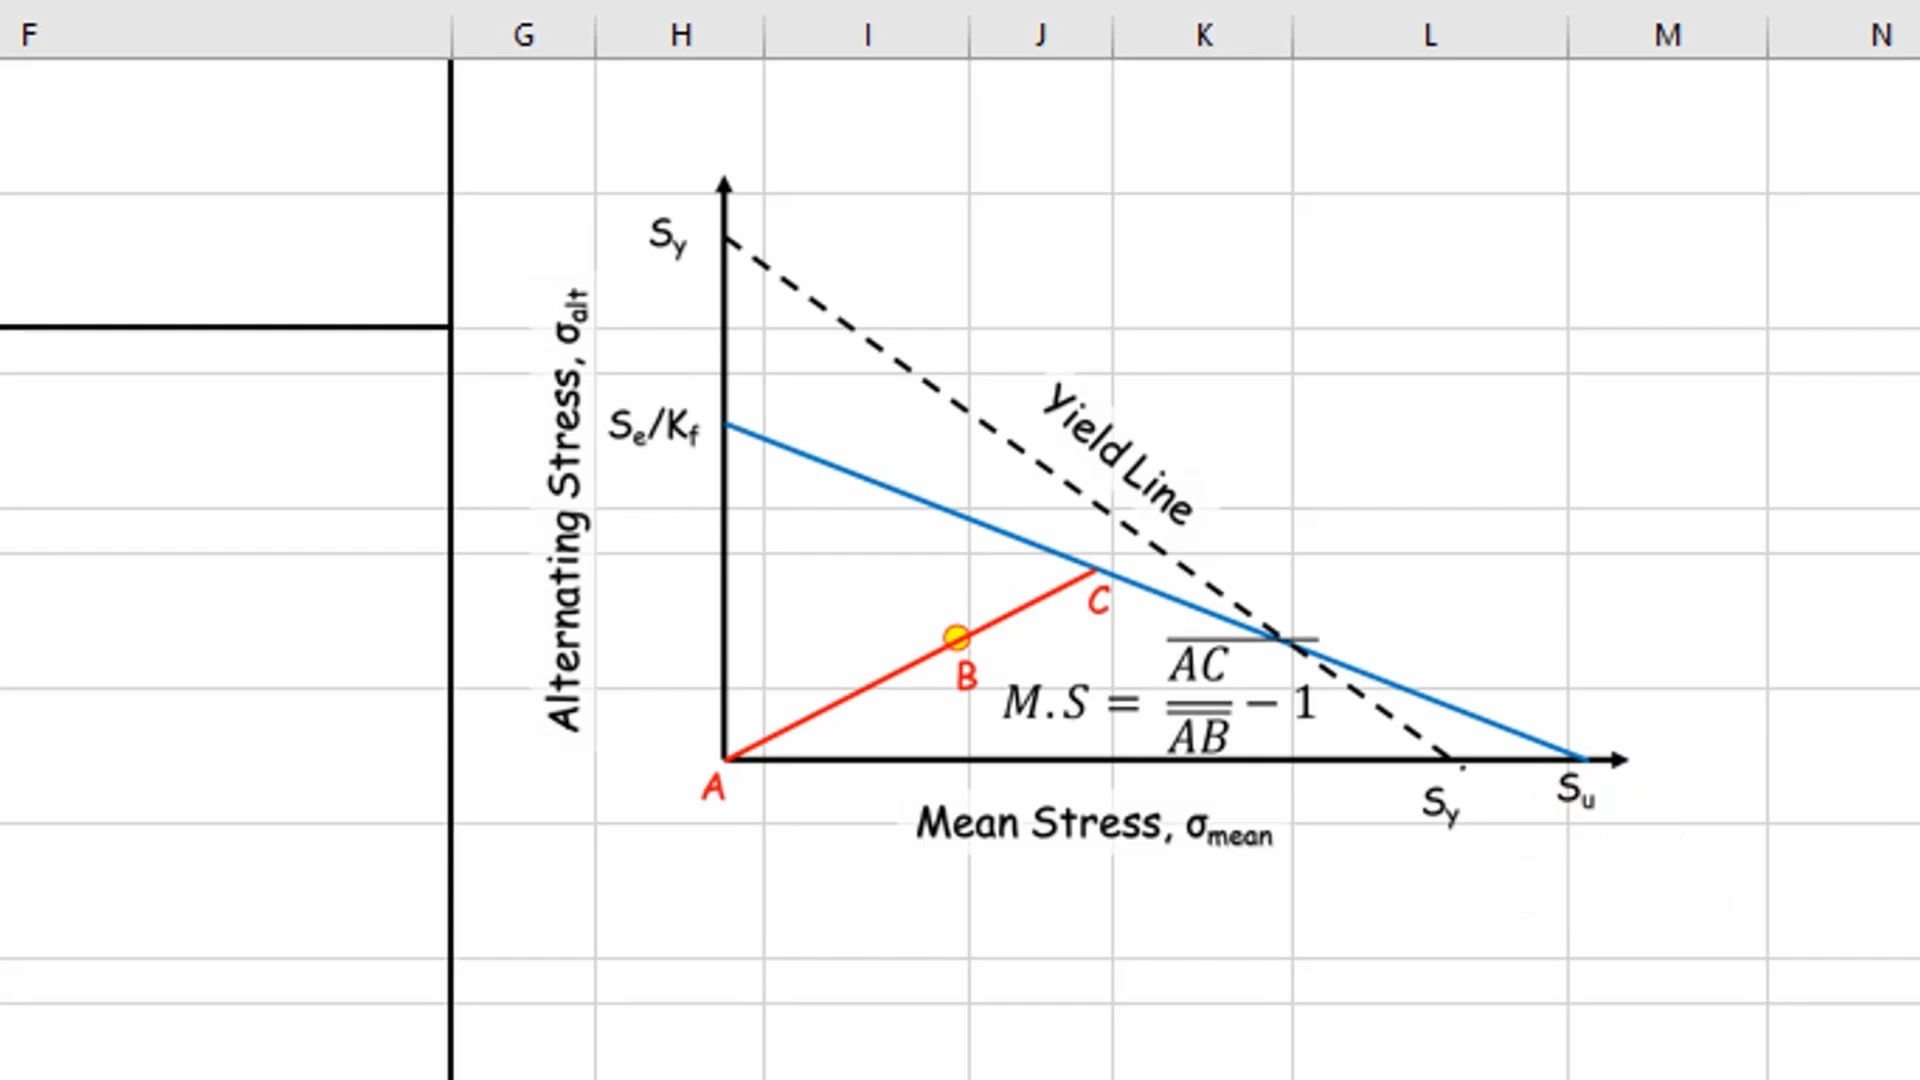 F G H I J K L M N
Sy
Alternating Stress, σalt
Se/Kf
Yield Line
C
B
M.S = AC/AB − 1
A
Sy
Su
Mean Stress, σmean